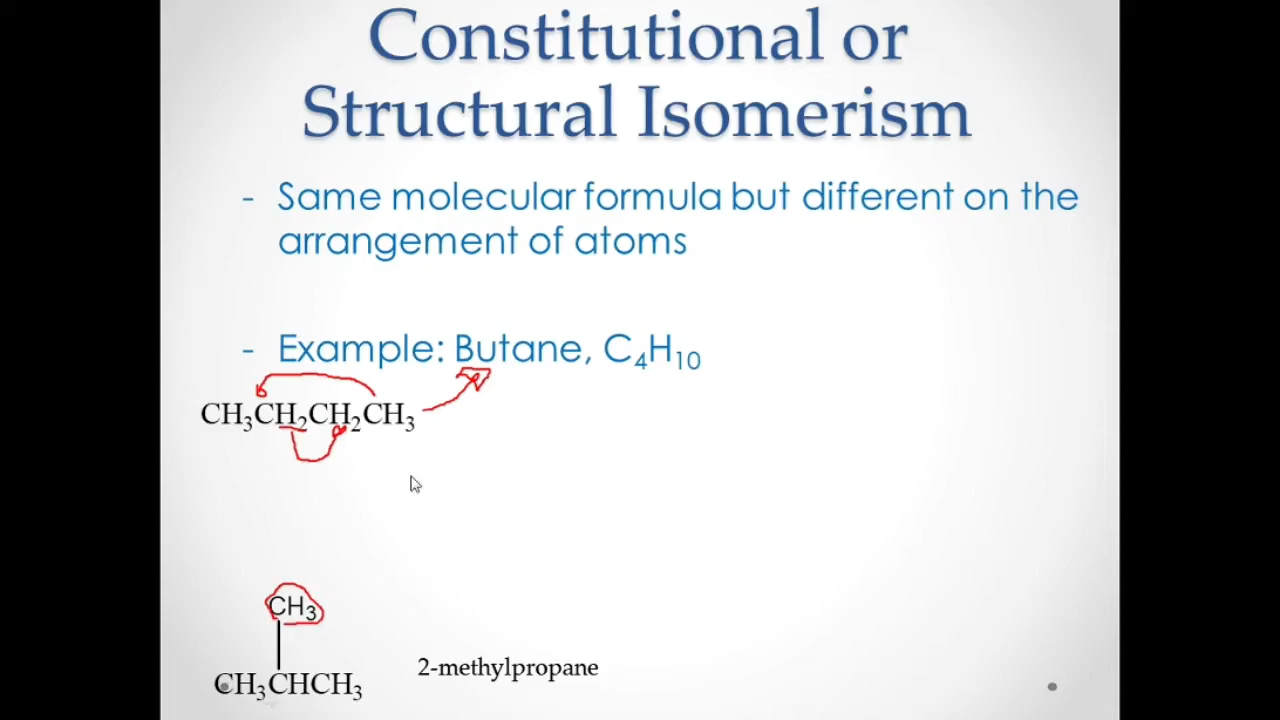 Constitutional or
Structural Isomerism
- Same molecular formula but different on the
arrangement of atoms
- Example: Butane, C₄H₁₀
CH₃CH₂CH₂CH₃
CH₃
CH₃CHCH₃
2-methylpropane